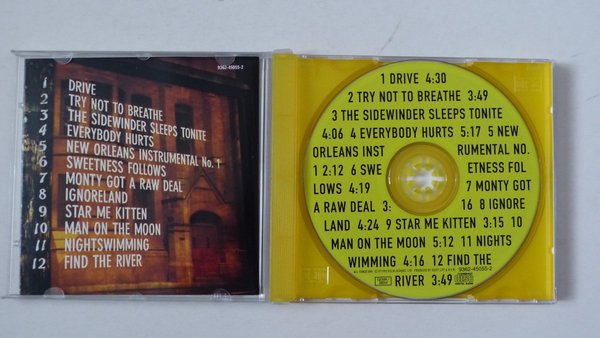 9362-45055-2
1 DRIVE
2 TRY NOT TO BREATHE
3 THE SIDEWINDER SLEEPS TONITE
4 EVERYBODY HURTS
5 NEW ORLEANS INSTRUMENTAL No. 1
6 SWEETNESS FOLLOWS
7 MONTY GOT A RAW DEAL
8 IGNORELAND
9 STAR ME KITTEN
10 MAN ON THE MOON
11 NIGHTSWIMMING
12 FIND THE RIVER
1 DRIVE 4:30
2 TRY NOT TO BREATHE 3:49
3 THE SIDEWINDER SLEEPS TONITE
4:06 4 EVERYBODY HURTS 5:17 5 NEW
ORLEANS INST RUMENTAL NO.
1 2:12 6 SWE ETNESS FOL
LOWS 4:19 7 MONTY GOT
A RAW DEAL 3: 16 8 IGNORE
LAND 4:24 9 STAR ME KITTEN 3:15 10
MAN ON THE MOON 5:12 11 NIGHTS
WIMMING 4:16 12 FIND THE
9362-45055-2
RIVER 3:49